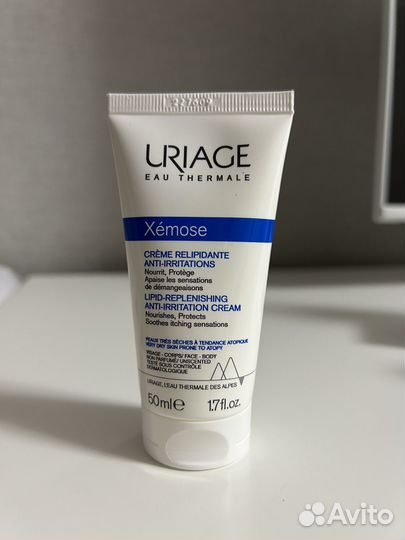 URIAGE
EAU THERMALE
Xémose
CRÈME RELIPIDANTE
ANTI-IRRITATIONS
Nourrit, Protège
Apaise les sensations
de démangeaisons
LIPID-REPLENISHING
ANTI-IRRITATION CREAM
Nourishes, Protects
Soothes itching sensations
PEAUX TRÈS SÈCHES À TENDANCE ATOPIQUE
VERY DRY SKIN PRONE TO ATOPY
VISAGE - CORPS/ FACE - BODY
NON PARFUMÉ/ UNSCENTED
TESTÉ SOUS CONTRÔLE
DERMATOLOGIQUE
URIAGE, L'EAU THERMALE DES ALPES
50ml℮ 1.7fl.oz.
Avito